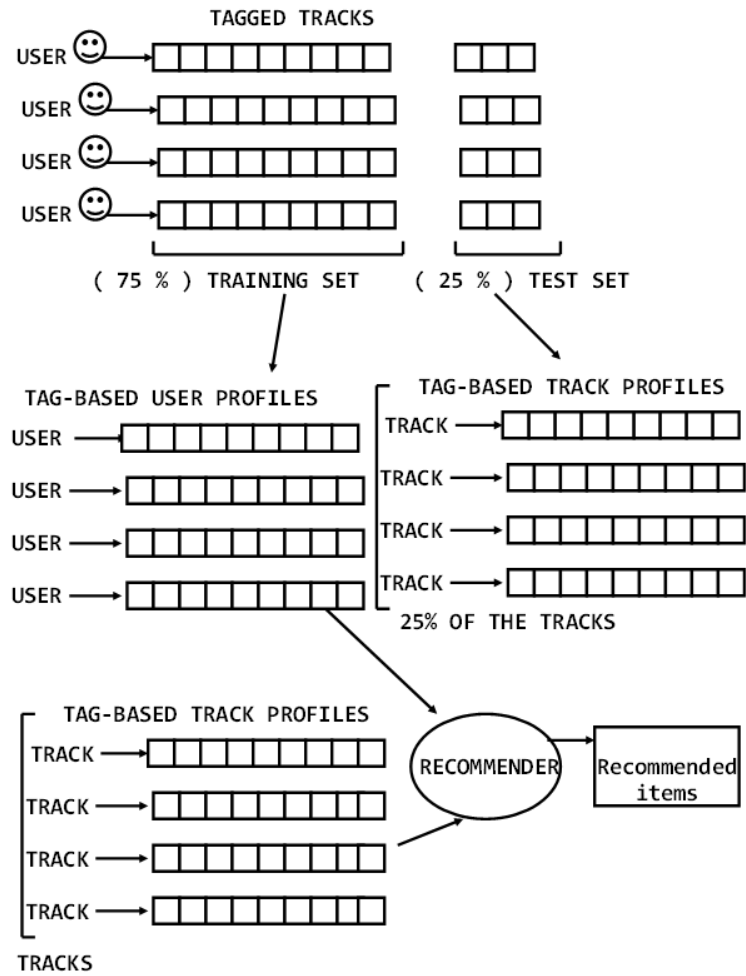 TAGGED TRACKS
USER
USER
USER
USER
( 75 % ) TRAINING SET
( 25 % ) TEST SET
TAG-BASED USER PROFILES
USER
USER
USER
USER
TAG-BASED TRACK PROFILES
TRACK
TRACK
TRACK
TRACK
25% OF THE TRACKS
TAG-BASED TRACK PROFILES
TRACK
TRACK
TRACK
TRACK
TRACKS
RECOMMENDER
Recommended
items